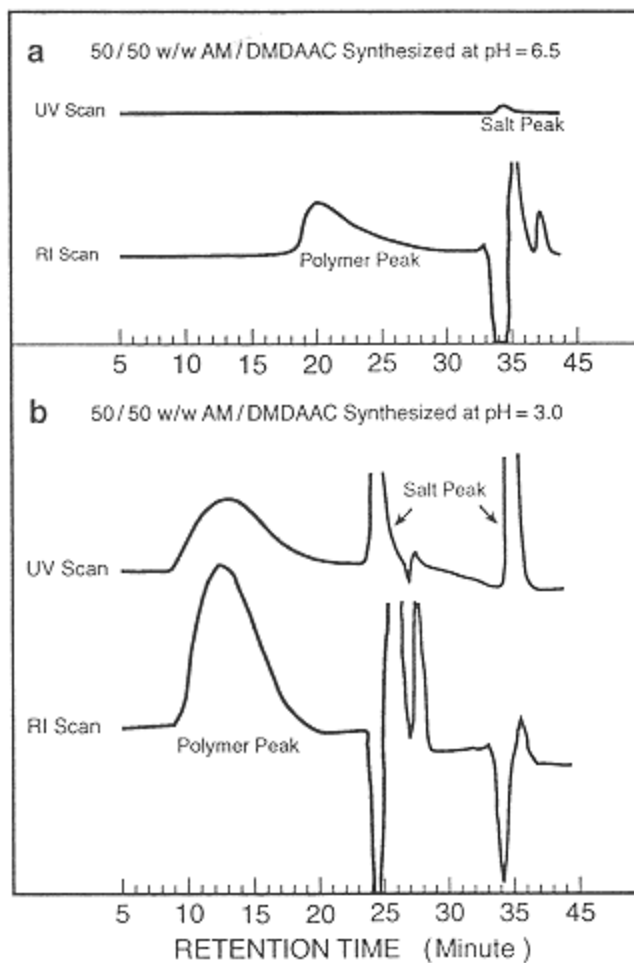 a 50/50 w/w AM/DMDAAC Synthesized at pH=6.5
UV Scan
Salt Peak
RI Scan
Polymer Peak
5 10 15 20 25 30 35 45
b 50/50 w/w AM/DMDAAC Synthesized at pH=3.0
Salt Peak
UV Scan
RI Scan
Polymer Peak
5 10 15 20 25 30 35 45
RETENTION TIME (Minute)